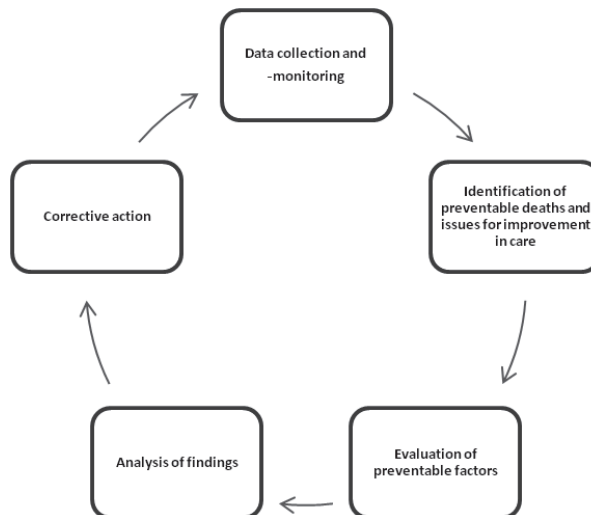 Data collection and
-monitoring
Identification of
preventable deaths and
issues for improvement
in care
Evaluation of
preventable factors
Analysis of findings
Corrective action